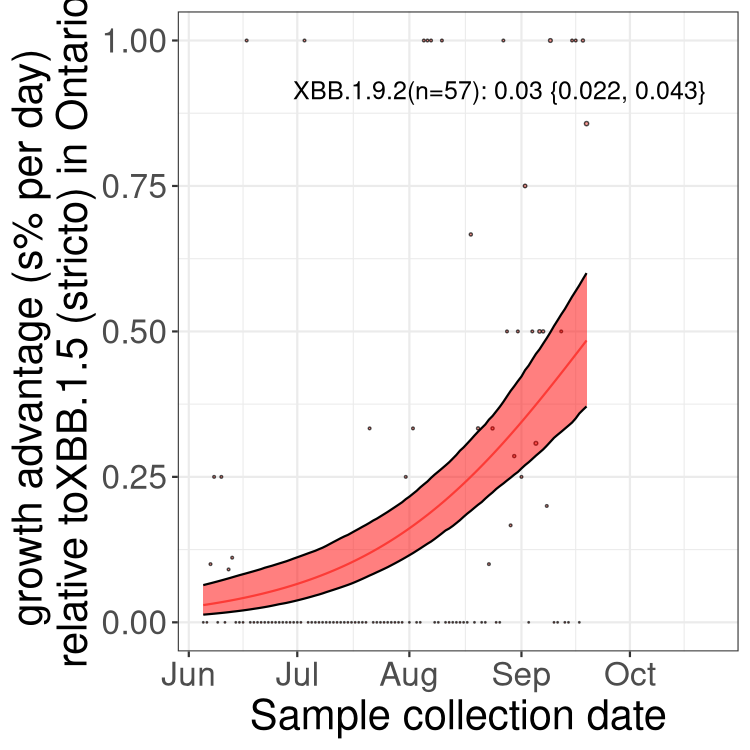 growth advantage (s% per day)
relative toXBB.1.5 (stricto) in Ontario
1.00
0.75
0.50
0.25
0.00
XBB.1.9.2(n=57): 0.03 {0.022, 0.043}
Jun Jul Aug Sep Oct
Sample collection date